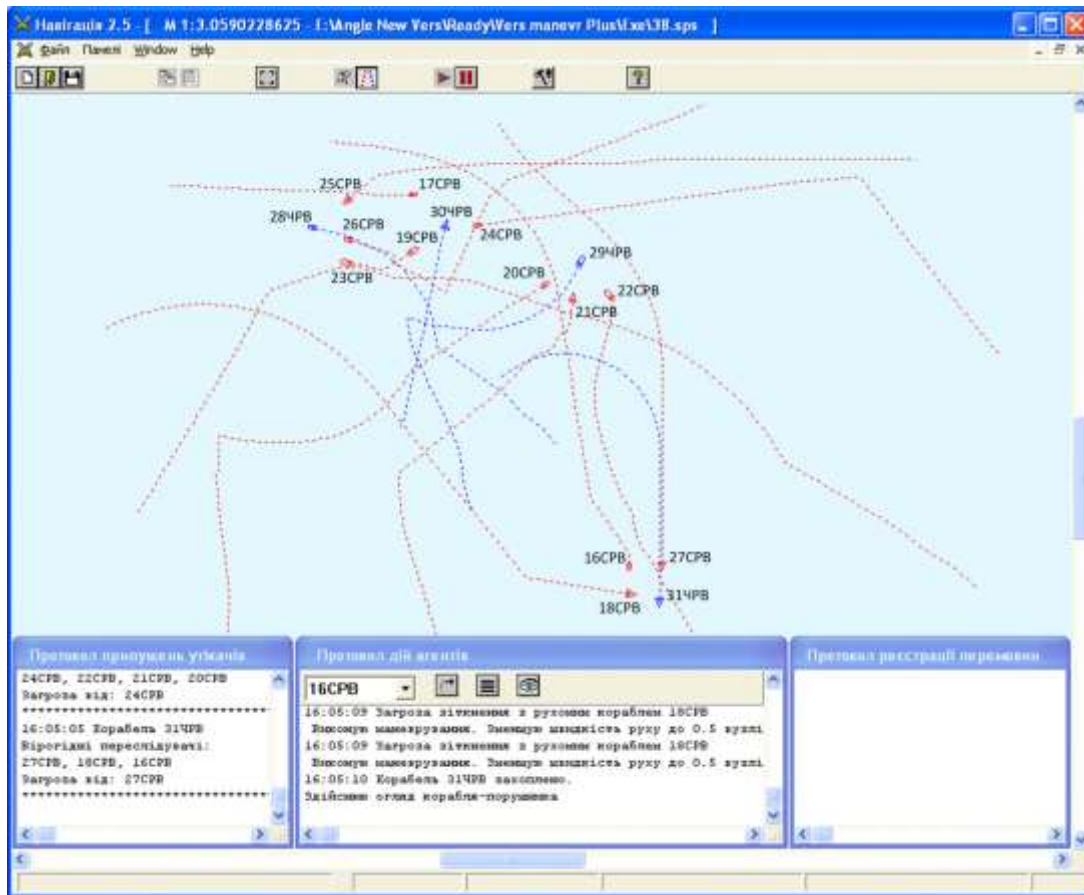 Навігація 2.5 - [ М 1:3.0590228625 - E:\Angle New Vers\Ready\Vers manevr Plus\Exe\3B.sps ]
Файл Панелі Window Help
25СРВ
17СРВ
28ЧРВ
26СРВ
30ЧРВ
19СРВ
24СРВ
23СРВ
20СРВ
29ЧРВ
22СРВ
21СРВ
16СРВ
27СРВ
18СРВ
31ЧРВ
Протокол припущень утікачів
24СРВ, 22СРВ, 21СРВ, 20СРВ
Загроза від: 24СРВ
16:05:05 Корабель 31ЧРВ
Вірогідні переслідувачі:
27СРВ, 18СРВ, 16СРВ
Загроза від: 27СРВ
Протокол дій агентів
16СРВ
16:05:09 Загроза зіткнення з рухомим кораблем 18СРВ
Виконую маневрування. Зменшую швидкість руху до 0.5 вузлі
16:05:09 Загроза зіткнення з рухомим кораблем 18СРВ
Виконую маневрування. Зменшую швидкість руху до 0.5 вузлі
16:05:10 Корабель 31ЧРВ захоплено.
Здійснюю огляд корабля-порушника
Протокол реєстрації перемовин